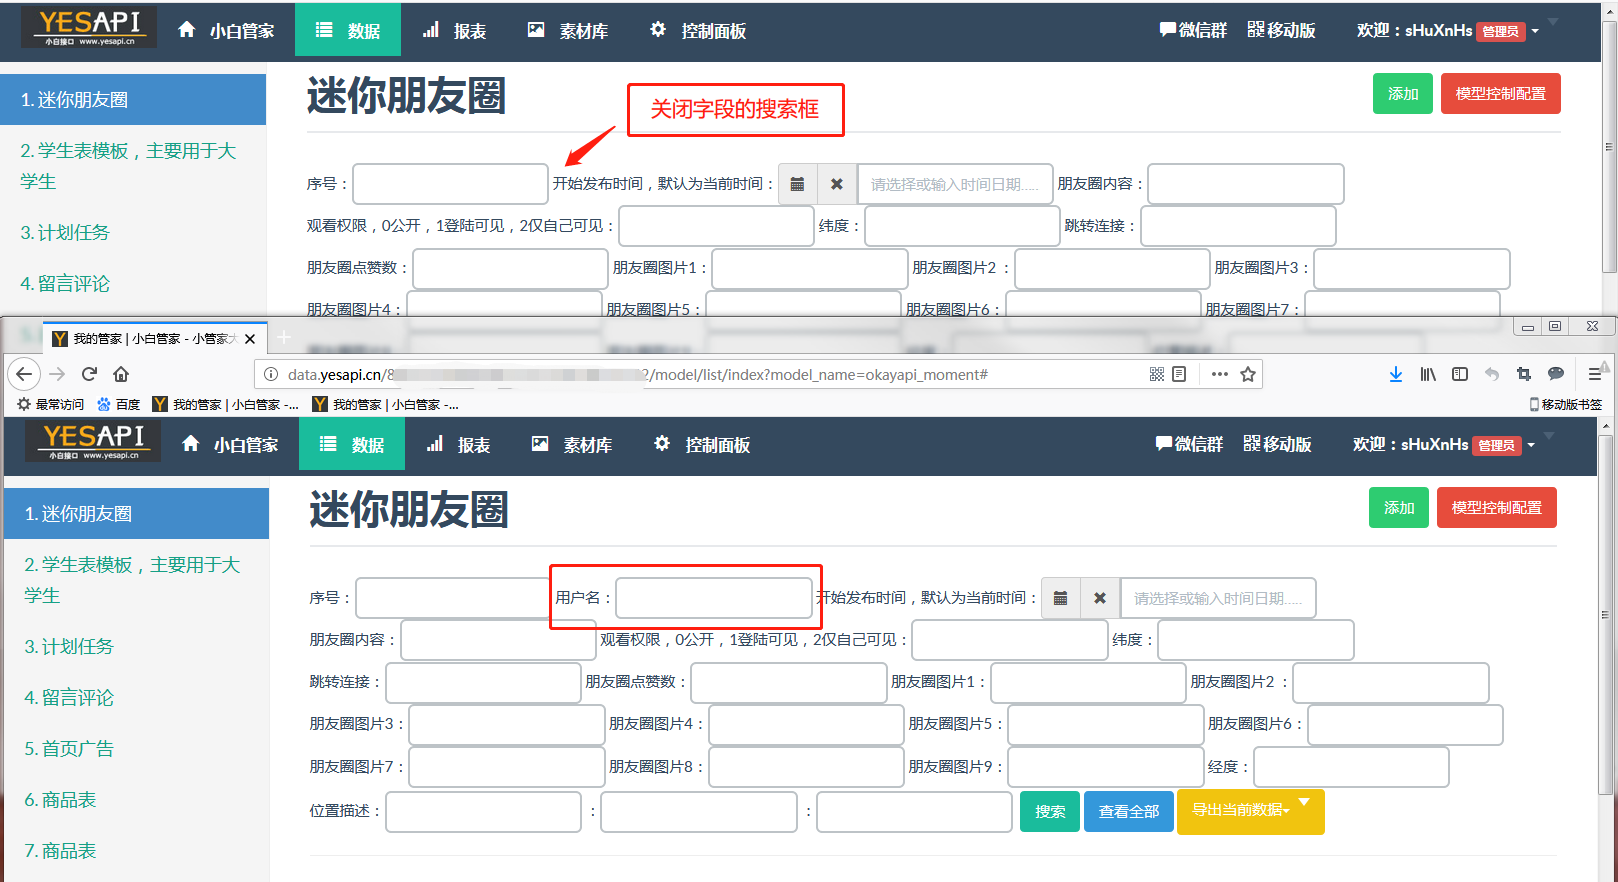 YESAPI
小白接口 www.yesapi.cn
小白管家 数据 报表 素材库 控制面板 微信群 移动版 欢迎：sHuXnHs 管理员
1. 迷你朋友圈
2. 学生表模板，主要用于大
学生
3. 计划任务
4. 留言评论
迷你朋友圈
添加 模型控制配置
关闭字段的搜索框
序号： 开始发布时间，默认为当前时间： 请选择或输入时间日期..... 朋友圈内容：
观看权限，0公开，1登陆可见，2仅自己可见： 纬度： 跳转连接：
朋友圈点赞数： 朋友圈图片1： 朋友圈图片2 ： 朋友圈图片3：
朋友圈图片4： 朋友圈图片5： 朋友圈图片6： 朋友圈图片7：
我的管家 | 小白管家 - 小管家大
data.yesapi.cn/8 2/model/list/index?model_name=okayapi_moment#
最常访问 百度 我的管家 | 小白管家 -... 我的管家 | 小白管家 -... 移动版书签
YESAPI
小白接口 www.yesapi.cn
小白管家 数据 报表 素材库 控制面板 微信群 移动版 欢迎：sHuXnHs 管理员
1. 迷你朋友圈
2. 学生表模板，主要用于大
学生
3. 计划任务
4. 留言评论
5. 首页广告
6. 商品表
7. 商品表
迷你朋友圈
添加 模型控制配置
序号： 用户名： 开始发布时间，默认为当前时间： 请选择或输入时间日期.....
朋友圈内容： 观看权限，0公开，1登陆可见，2仅自己可见： 纬度：
跳转连接： 朋友圈点赞数： 朋友圈图片1： 朋友圈图片2 ：
朋友圈图片3： 朋友圈图片4： 朋友圈图片5： 朋友圈图片6：
朋友圈图片7： 朋友圈图片8： 朋友圈图片9： 经度：
位置描述： ： ： 搜索 查看全部 导出当前数据